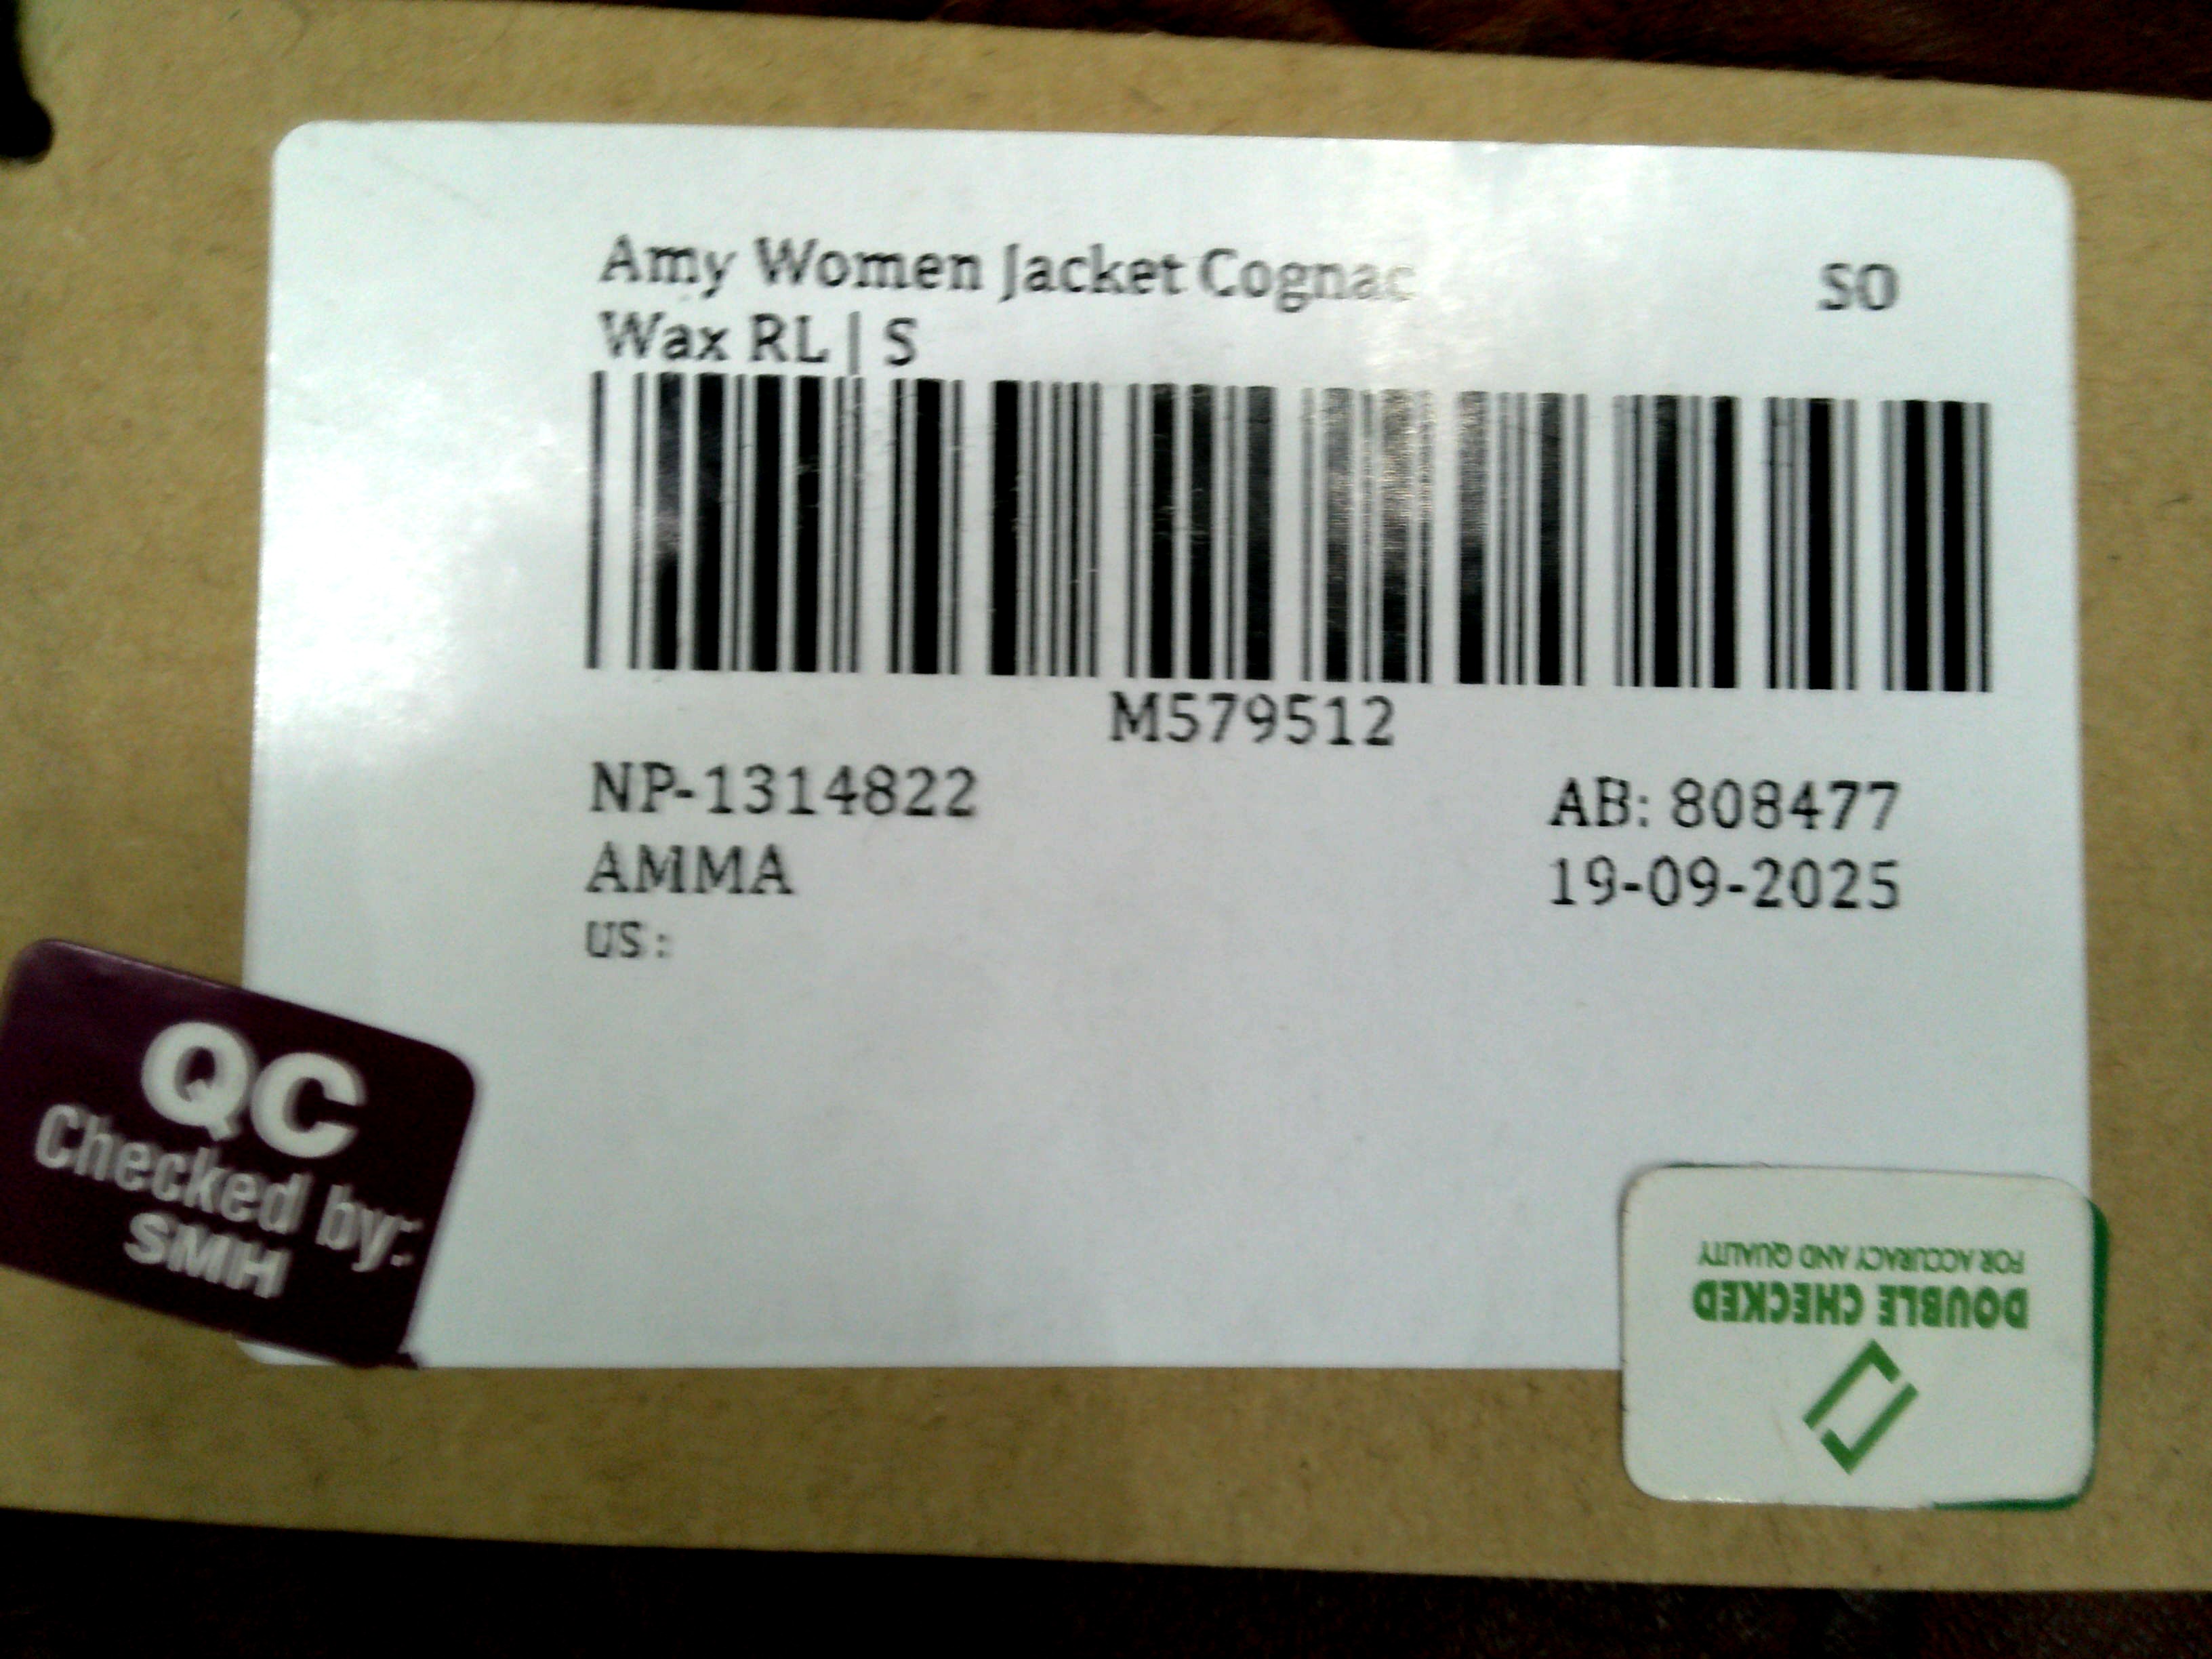 Amy Women Jacket Cognac
Wax RL | S
SO
M579512
NP-1314822
AB: 808477
AMMA
19-09-2025
US:
QC
Checked by:
SMH
DOUBLE CHECKED
FOR ACCURACY AND QUALITY